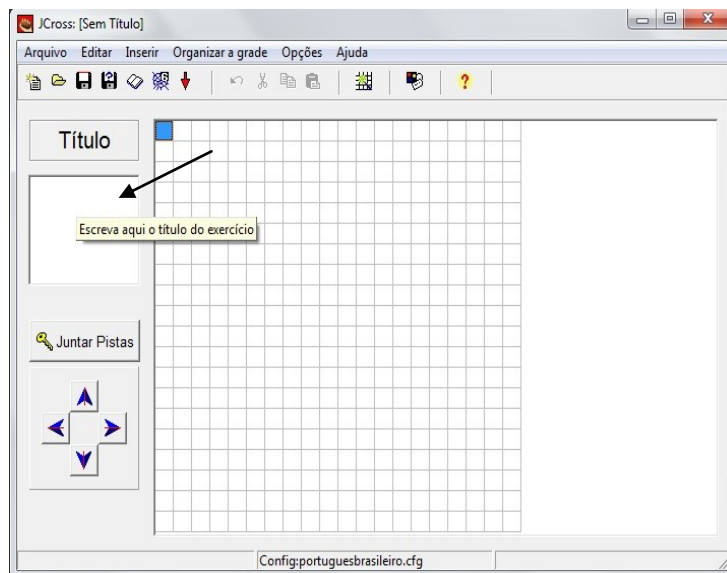 JCross: [Sem Título]
Arquivo Editar Inserir Organizar a grade Opções Ajuda
Título
Escreva aqui o título do exercício
Juntar Pistas
Config:portuguesbrasileiro.cfg